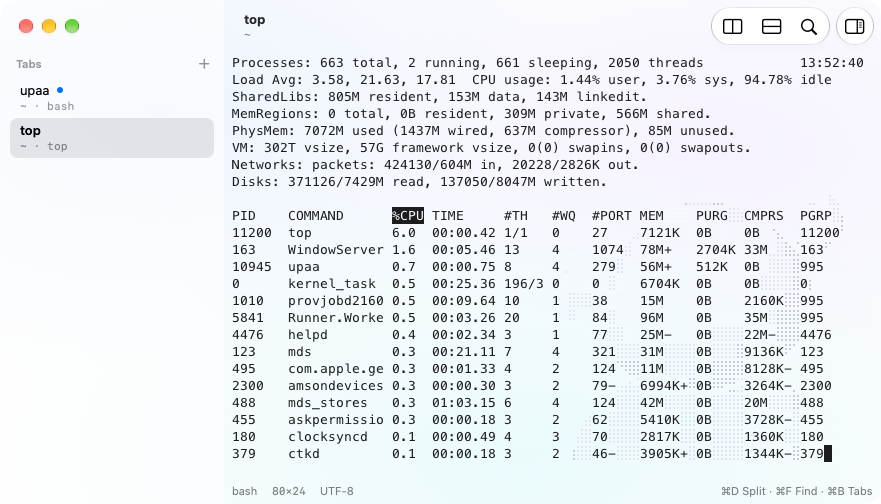 top
~
Tabs
+
upaa
~ · bash
top
~ · top
Processes: 663 total, 2 running, 661 sleeping, 2050 threads 13:52:40
Load Avg: 3.58, 21.63, 17.81  CPU usage: 1.44% user, 3.76% sys, 94.78% idle
SharedLibs: 805M resident, 153M data, 143M linkedit.
MemRegions: 0 total, 0B resident, 309M private, 566M shared.
PhysMem: 7072M used (1437M wired, 637M compressor), 85M unused.
VM: 302T vsize, 57G framework vsize, 0(0) swapins, 0(0) swapouts.
Networks: packets: 424130/604M in, 20228/2826K out.
Disks: 371126/7429M read, 137050/8047M written.
PID COMMAND %CPU TIME #TH #WQ #PORT MEM PURG CMPRS PGRP
11200 top 6.0 00:00.42 1/1 0 27 7121K 0B 0B 11200
163 WindowServer 1.6 00:05.46 13 4 1074 78M+ 2704K 33M 163
10945 upaa 0.7 00:00.75 8 4 279 56M+ 512K 0B 995
0 kernel_task 0.5 00:25.36 196/3 0 0 6704K 0B 0B 0
1010 provjobd2160 0.5 00:09.64 10 1 38 15M 0B 2160K 995
5841 Runner.Worke 0.5 00:03.26 20 1 84 96M 0B 35M 995
4476 helpd 0.4 00:02.34 3 1 77 25M- 0B 22M- 4476
123 mds 0.3 00:21.11 7 4 321 31M 0B 9136K 123
495 com.apple.ge 0.3 00:01.33 4 2 124 11M 0B 8128K- 495
2300 amsondevices 0.3 00:00.30 3 2 79- 6994K+ 0B 3264K- 2300
488 mds_stores 0.3 01:03.15 6 4 124 42M 0B 20M 488
455 askpermissio 0.3 00:00.18 3 2 62 5410K 0B 3728K- 455
180 clocksyncd 0.1 00:00.49 4 3 70 2817K 0B 1360K 180
379 ctkd 0.1 00:00.18 3 2 46- 3905K+ 0B 1344K- 379
bash 80×24 UTF-8 ⌘D Split · ⌘F Find · ⌘B Tabs